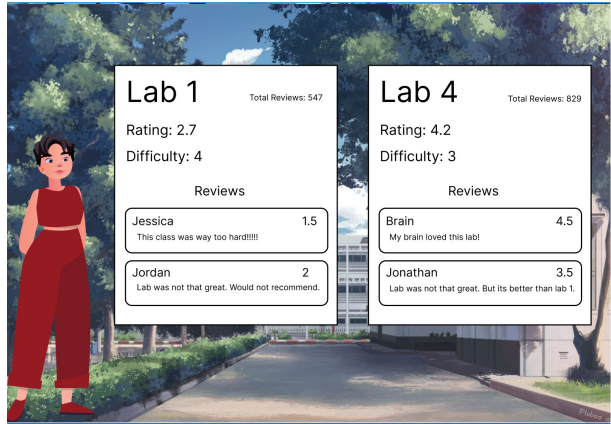 Lab 1
Total Reviews: 547
Rating: 2.7
Difficulty: 4
Reviews
Jessica 1.5
This class was way too hard!!!!!
Jordan 2
Lab was not that great. Would not recommend.
Lab 4
Total Reviews: 829
Rating: 4.2
Difficulty: 3
Reviews
Brain 4.5
My brain loved this lab!
Jonathan 3.5
Lab was not that great. But its better than lab 1.